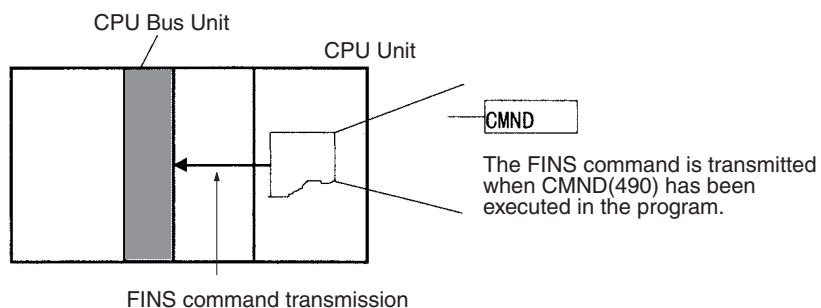 CPU Bus Unit
CPU Unit
CMND
The FINS command is transmitted
when CMND(490) has been
executed in the program.
FINS command transmission